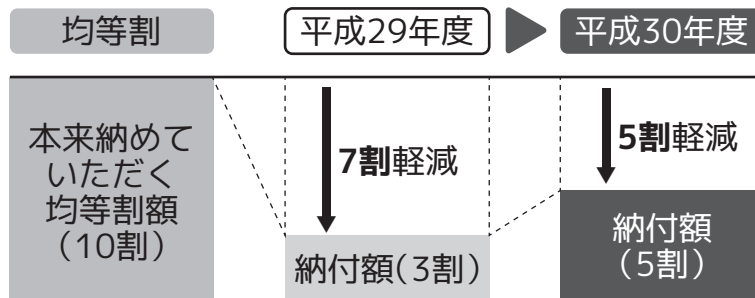 均等割
平成29年度
平成30年度
本来納めて
いただく
均等割額
（10割）
7割軽減
納付額（3割）
5割軽減
納付額
（5割）